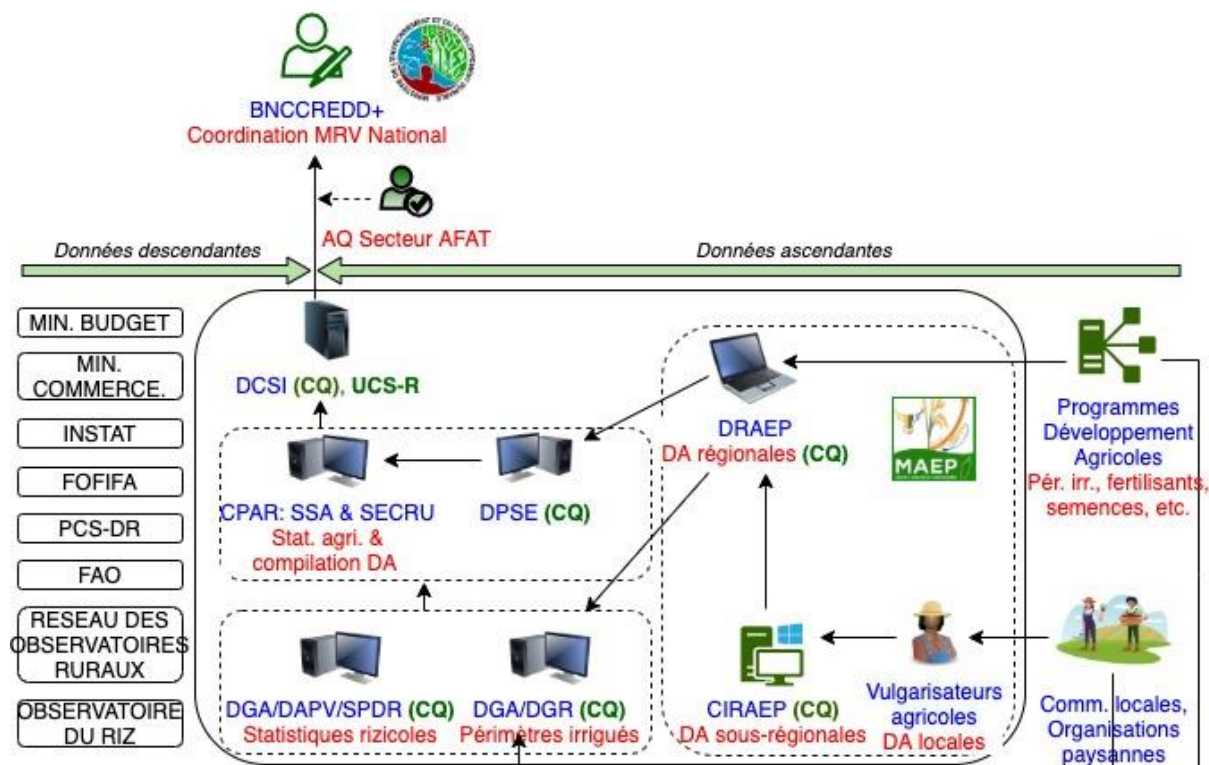 BNCCREDD+
Coordination MRV National
AQ Secteur AFAT
Données descendantes
Données ascendantes
MIN. BUDGET
MIN.
COMMERCE.
INSTAT
FOFIFA
PCS-DR
FAO
RESEAU DES
OBSERVATOIRES
RURAUX
OBSERVATOIRE
DU RIZ
DCSI (CQ), UCS-R
CPAR: SSA & SECRU
Stat. agri. &
compilation DA
DPSE (CQ)
DRAEP
DA régionales (CQ)
MAEP
Programmes
Développement
Agricoles
Pér. irr., fertilisants,
semences, etc.
DGA/DAPV/SPDR (CQ)
Statistiques rizicoles
DGA/DGR (CQ)
Périmètres irrigués
CIRAEP (CQ)
DA sous-régionales
Vulgarisateurs
agricoles
DA locales
Comm. locales,
Organisations
paysannes